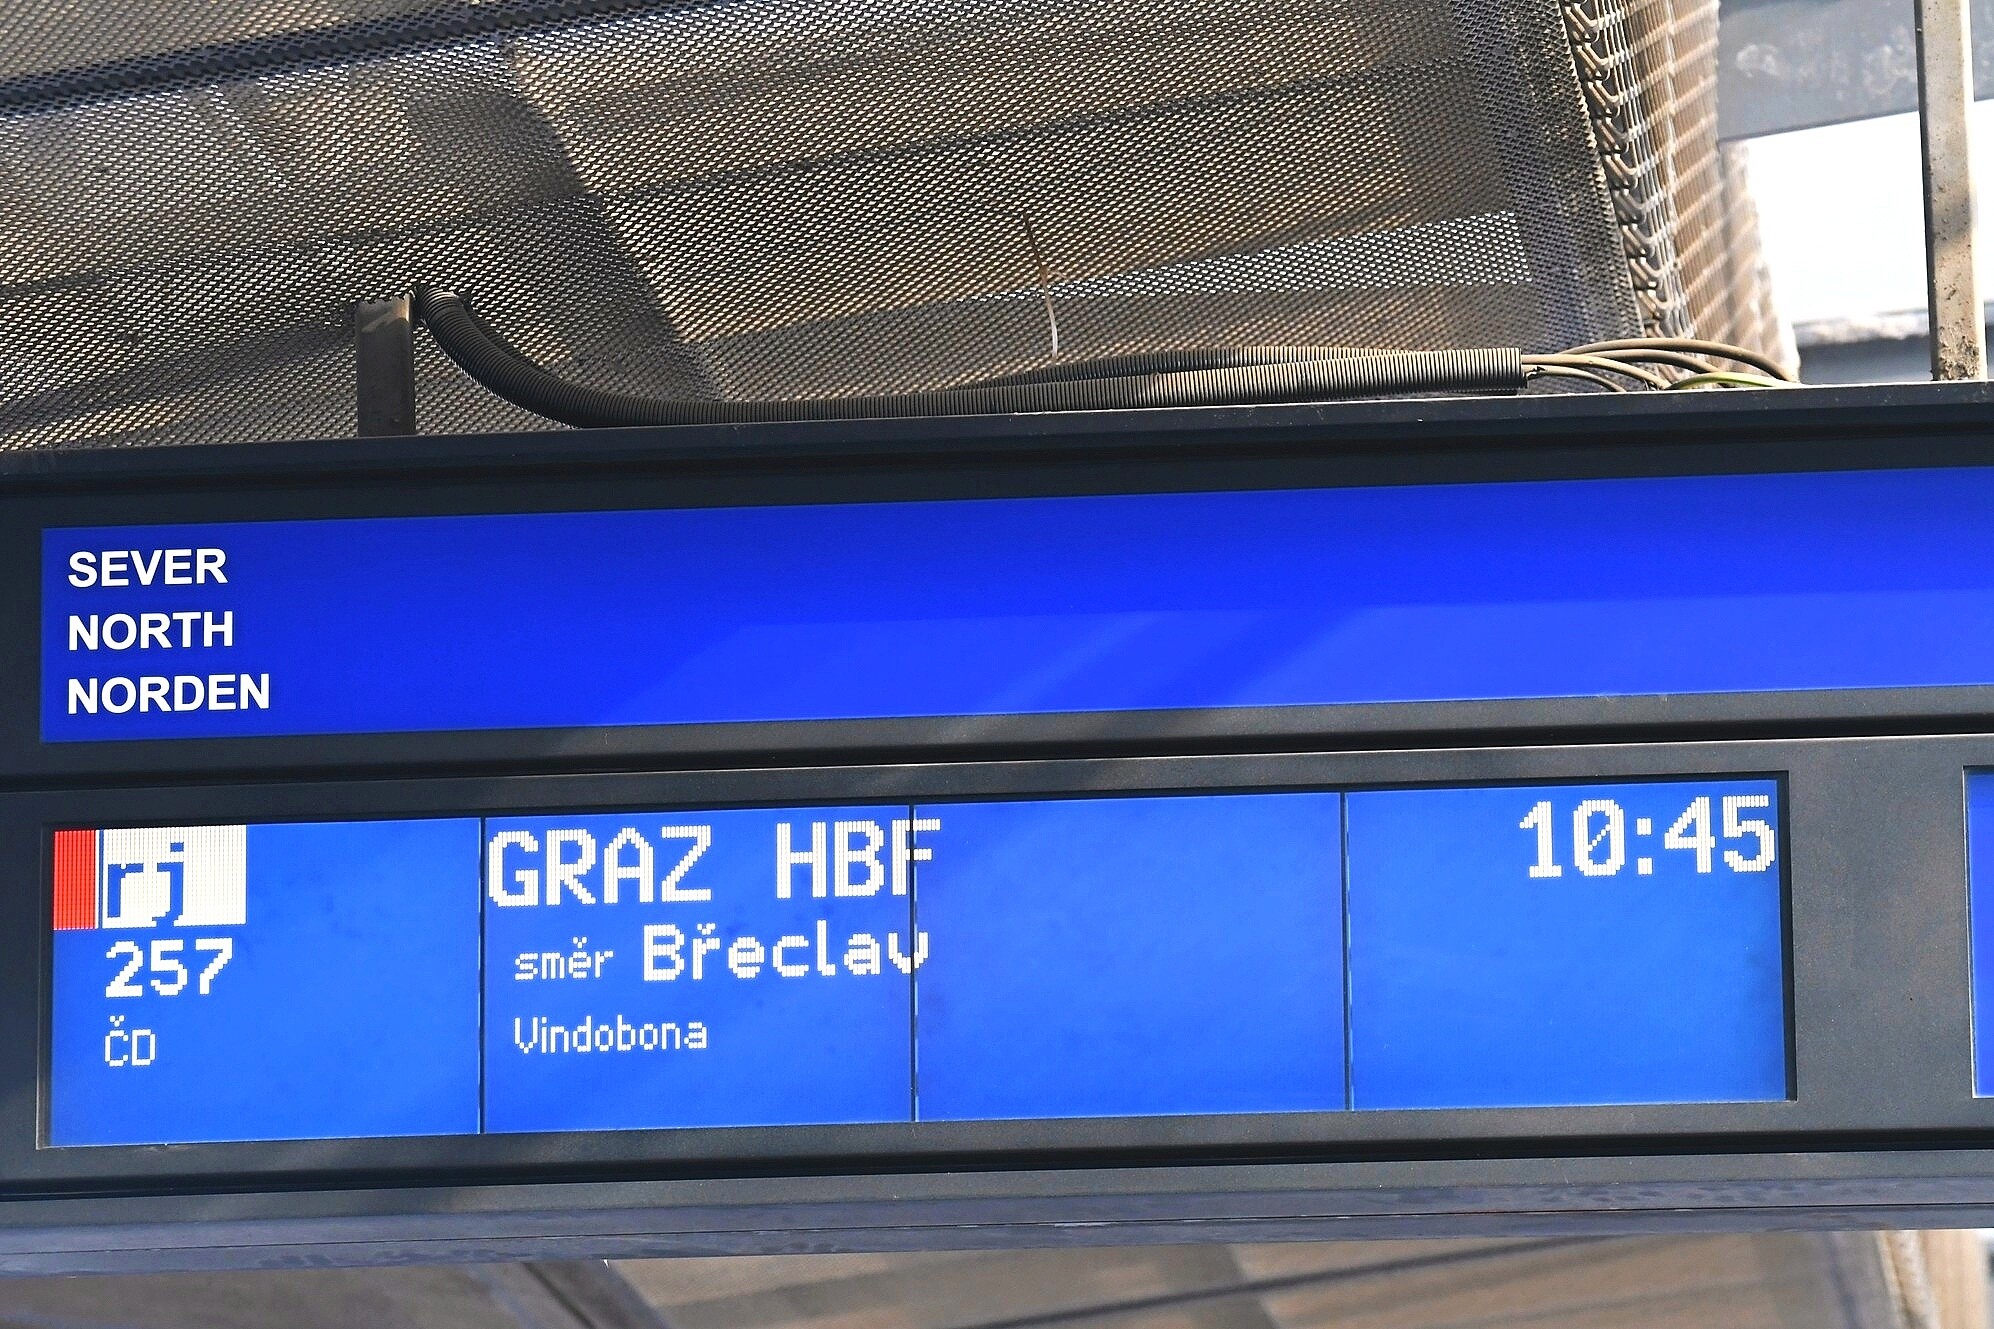 SEVER
NORTH
NORDEN
rj GRAZ HBF 10:45
257 směr Břeclav
ČD Vindobona